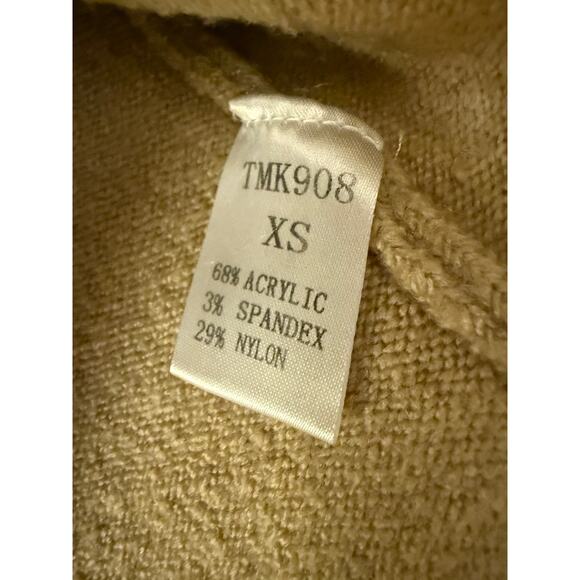 TMK908
XS
68% ACRYLIC
3% SPANDEX
29% NYLON